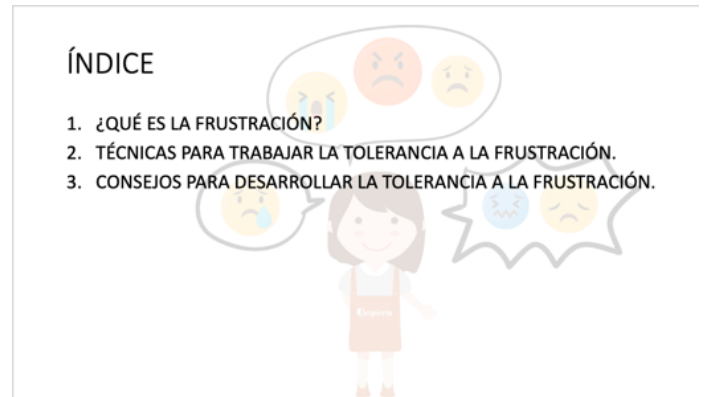 ÍNDICE
1. ¿QUÉ ES LA FRUSTRACIÓN?
2. TÉCNICAS PARA TRABAJAR LA TOLERANCIA A LA FRUSTRACIÓN.
3. CONSEJOS PARA DESARROLLAR LA TOLERANCIA A LA FRUSTRACIÓN.